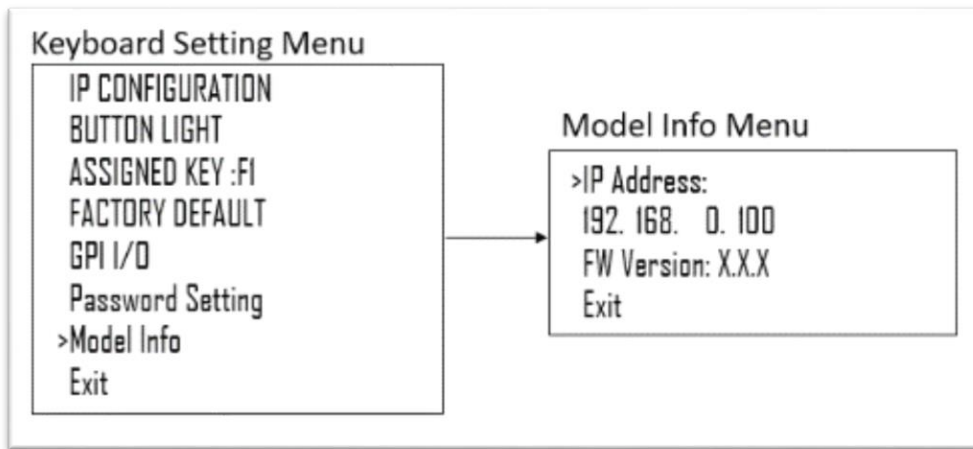 Keyboard Setting Menu
IP CONFIGURATION
BUTTON LIGHT
ASSIGNED KEY :F1
FACTORY DEFAULT
GPI I/O
Password Setting
>Model Info
Exit
Model Info Menu
>IP Address:
192. 168. 0. 100
FW Version: X.X.X
Exit